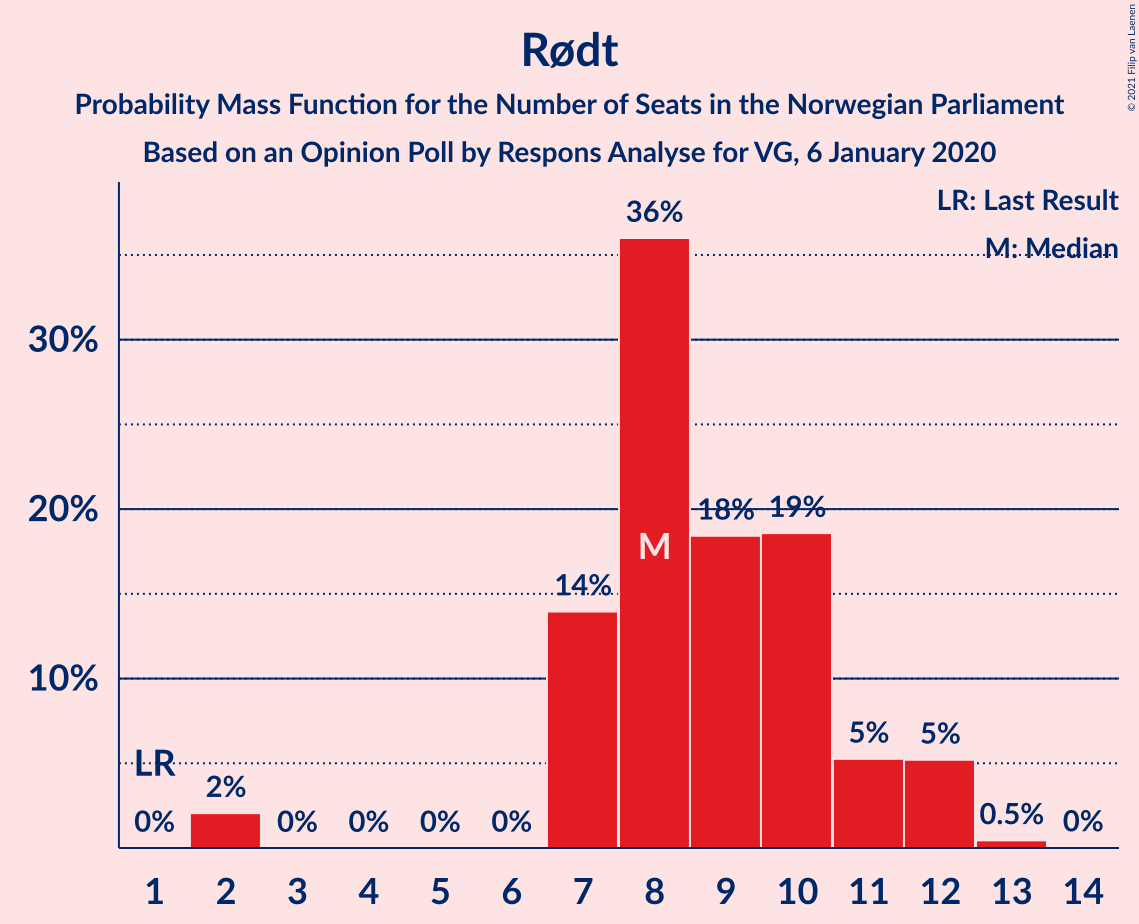 Rødt
Probability Mass Function for the Number of Seats in the Norwegian Parliament
Based on an Opinion Poll by Respons Analyse for VG, 6 January 2020
© 2021 Filip van Laenen
LR: Last Result
M: Median
36%
30%
20%
18%
19%
M
14%
10%
LR
5%
5%
2%
0.5%
0%
0%
0%
0%
0%
0%
1 2 3 4 5 6 7 8 9 10 11 12 13 14